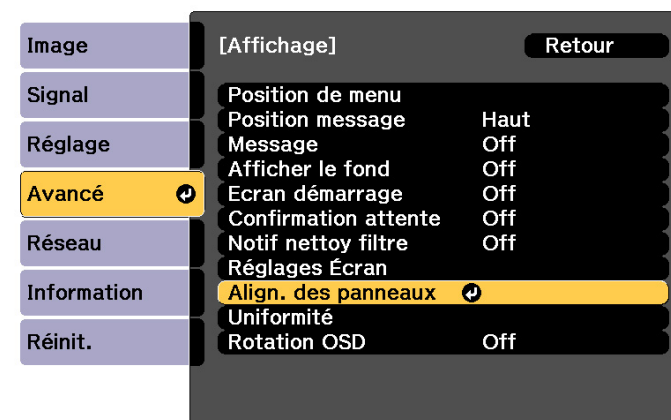 Image
Signal
Réglage
Avancé
Réseau
Information
Réinit.
[Affichage] Retour
Position de menu
Position message Haut
Message Off
Afficher le fond Off
Ecran démarrage Off
Confirmation attente Off
Notif nettoy filtre Off
Réglages Écran
Align. des panneaux
Uniformité
Rotation OSD Off